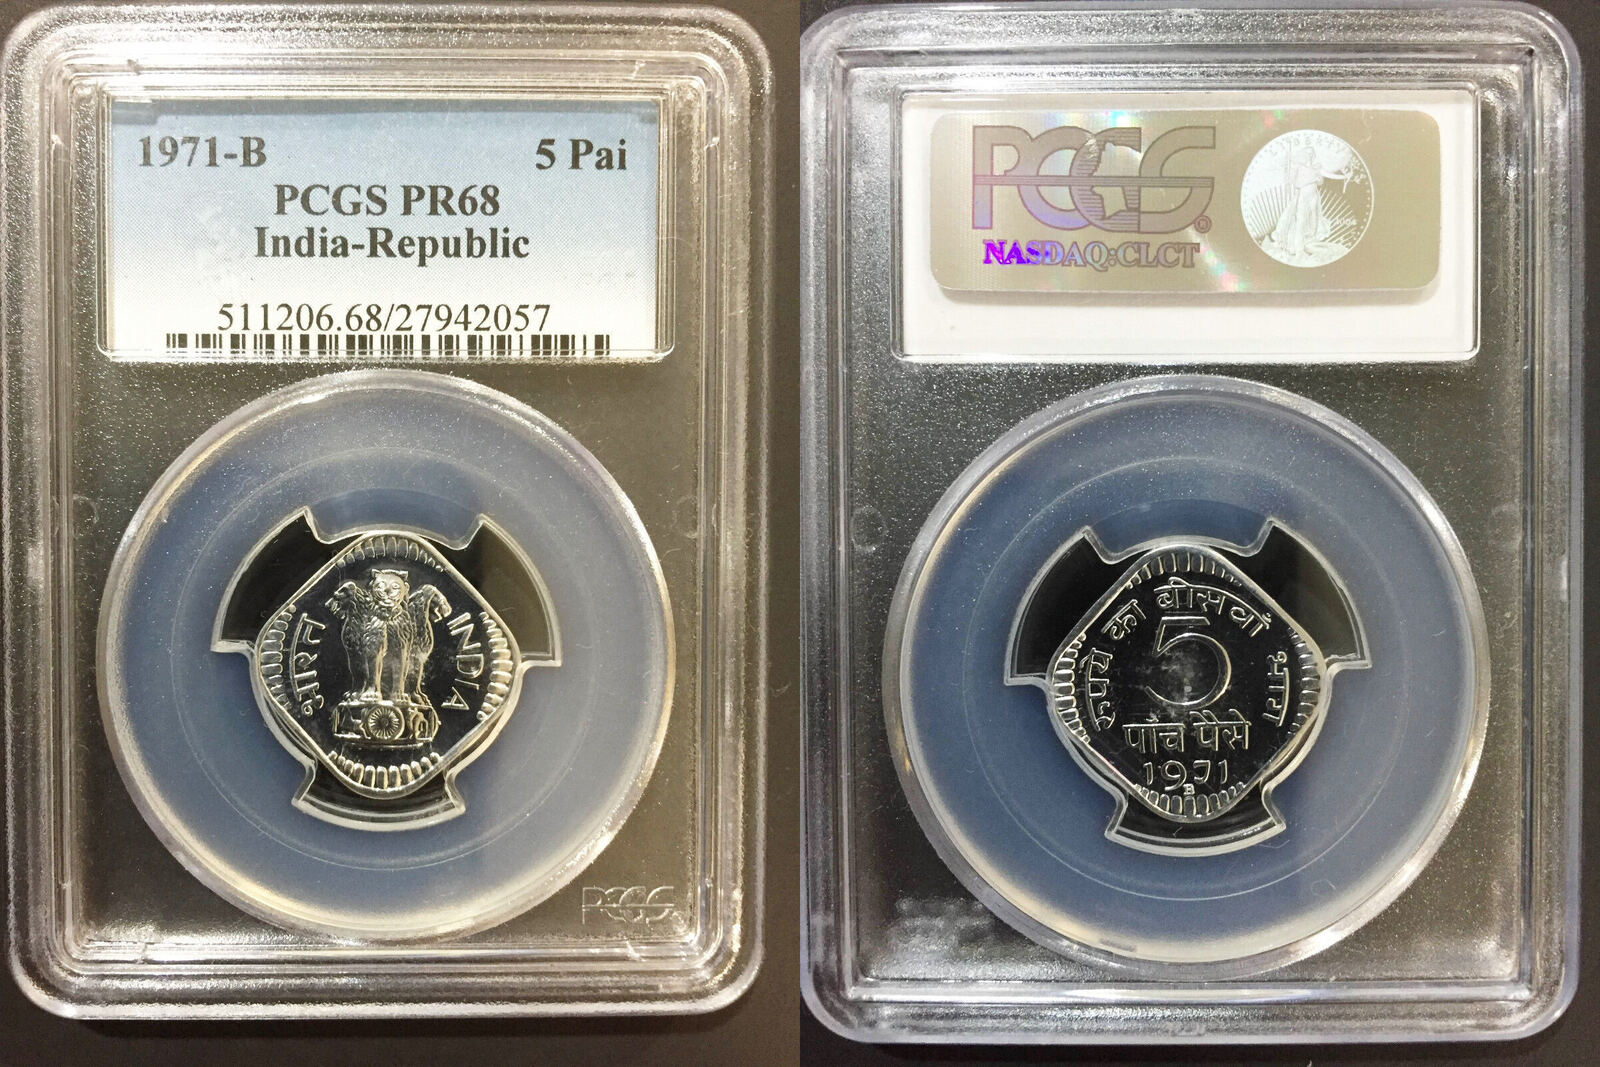 1971-B 5 Pai
PCGS PR68
India-Republic
511206.68/27942057
भारत
INDIA
PCGS
PCGS
NASDAQ:CLCT
LIBERTY
रूपये का बीसवाँ भाग
5
पाँच पैसे
1971
B